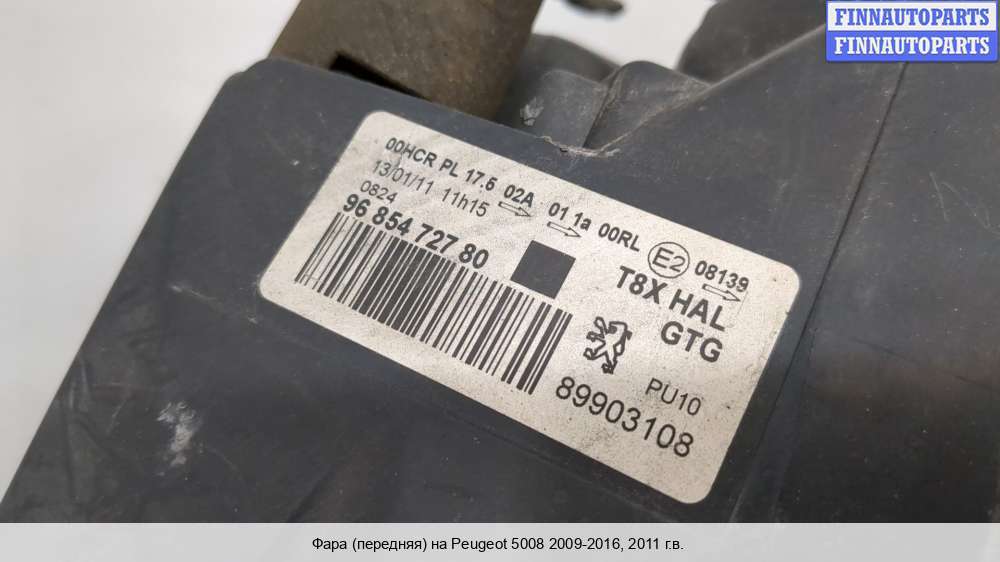 FINNAUTOPARTS
FINNAUTOPARTS
00HCR PL 17.5 02A 01 1a 00RL E2 08139
13/01/11 11h15
0824
96 854 727 80
T8X HAL
GTG
PU10
89903108
Фара (передняя) на Peugeot 5008 2009-2016, 2011 г.в.